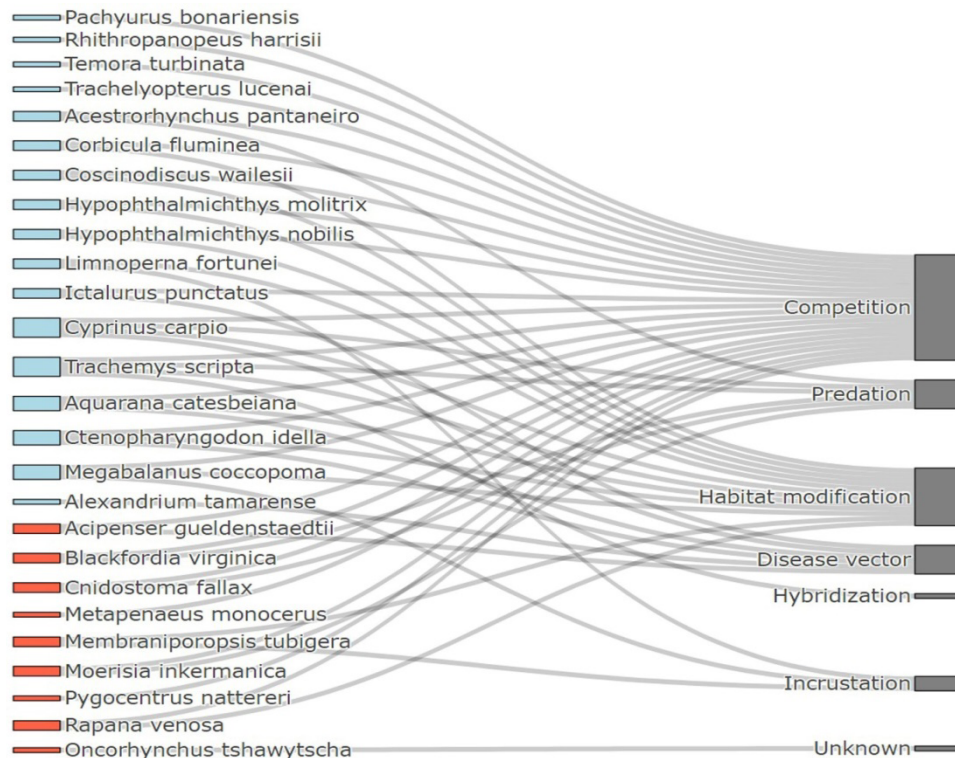 Pachyurus bonariensis
Rhithropanopeus harrisii
Temora turbinata
Trachelyopterus lucenai
Acestrorhynchus pantaneiro
Corbicula fluminea
Coscinodiscus wailesii
Hypophthalmichthys molitrix
Hypophthalmichthys nobilis
Limnoperna fortunei
Ictalurus punctatus
Cyprinus carpio
Trachemys scripta
Aquarana catesbeiana
Ctenopharyngodon idella
Megabalanus coccopoma
Alexandrium tamarense
Acipenser gueldenstaedtii
Blackfordia virginica
Cnidostoma fallax
Metapenaeus monocerus
Membraniporopsis tubigera
Moerisia inkermanica
Pygocentrus nattereri
Rapana venosa
Oncorhynchus tshawytscha
Competition
Predation
Habitat modification
Disease vector
Hybridization
Incrustation
Unknown